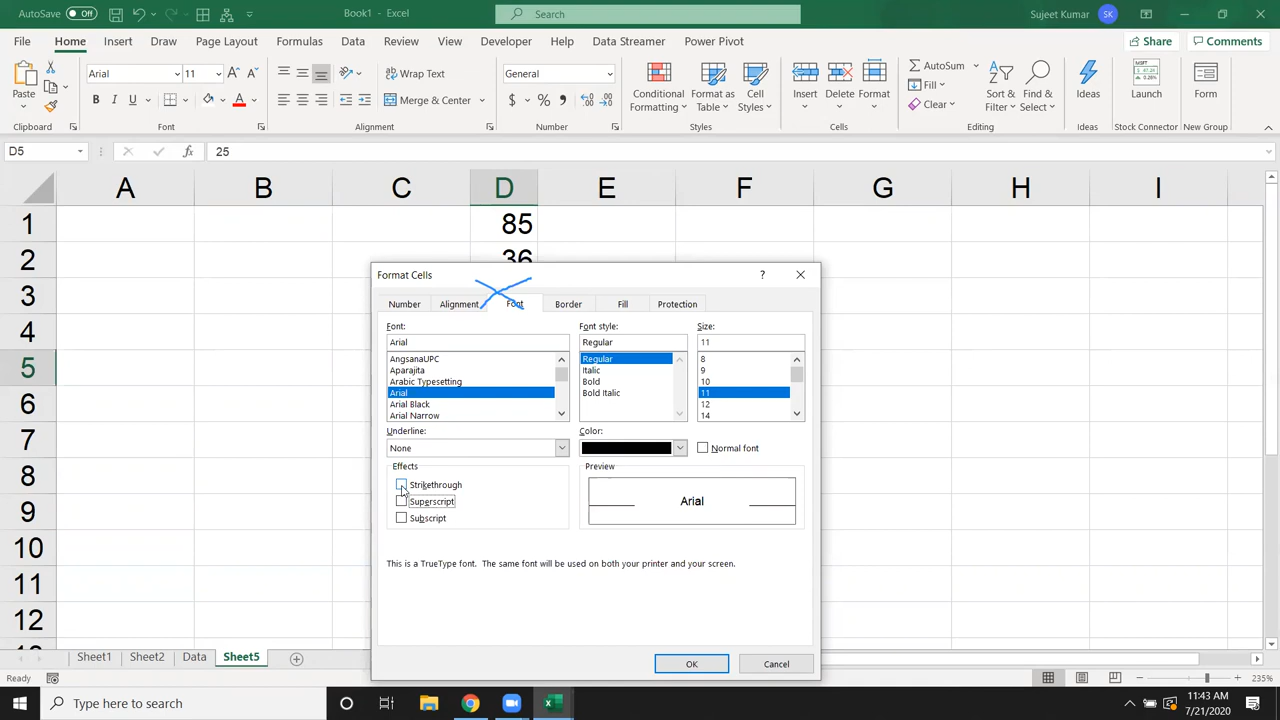 AutoSave Off Book1 - Excel Search Sujeet Kumar SK
File Home Insert Draw Page Layout Formulas Data Review View Developer Help Data Streamer Power Pivot Share Comments
Paste Arial 11 A A Wrap Text General Conditional Formatting Format as Table Cell Styles Insert Delete Format AutoSum Fill Clear Sort & Filter Find & Select Ideas Launch Form
B I U A Merge & Center $ % ,
Clipboard Font Alignment Number Styles Cells Editing Ideas Stock Connector New Group
D5 fx 25
A B C D E F G H I
1 85
2 36
3
4
5
6
7
8
9
10
11
12
Format Cells ?
Number Alignment Font Border Fill Protection
Font: Font style: Size:
Arial Regular 11
AngsanaUPC Regular 8
Aparajita Italic 9
Arabic Typesetting Bold 10
Arial Bold Italic 11
Arial Black 12
Arial Narrow 14
Underline: Color:
None Normal font
Effects Preview
Strikethrough
Superscript Arial
Subscript
This is a TrueType font. The same font will be used on both your printer and your screen.
OK Cancel
Sheet1 Sheet2 Data Sheet5
Ready 235%
Type here to search 11:43 AM
7/21/2020